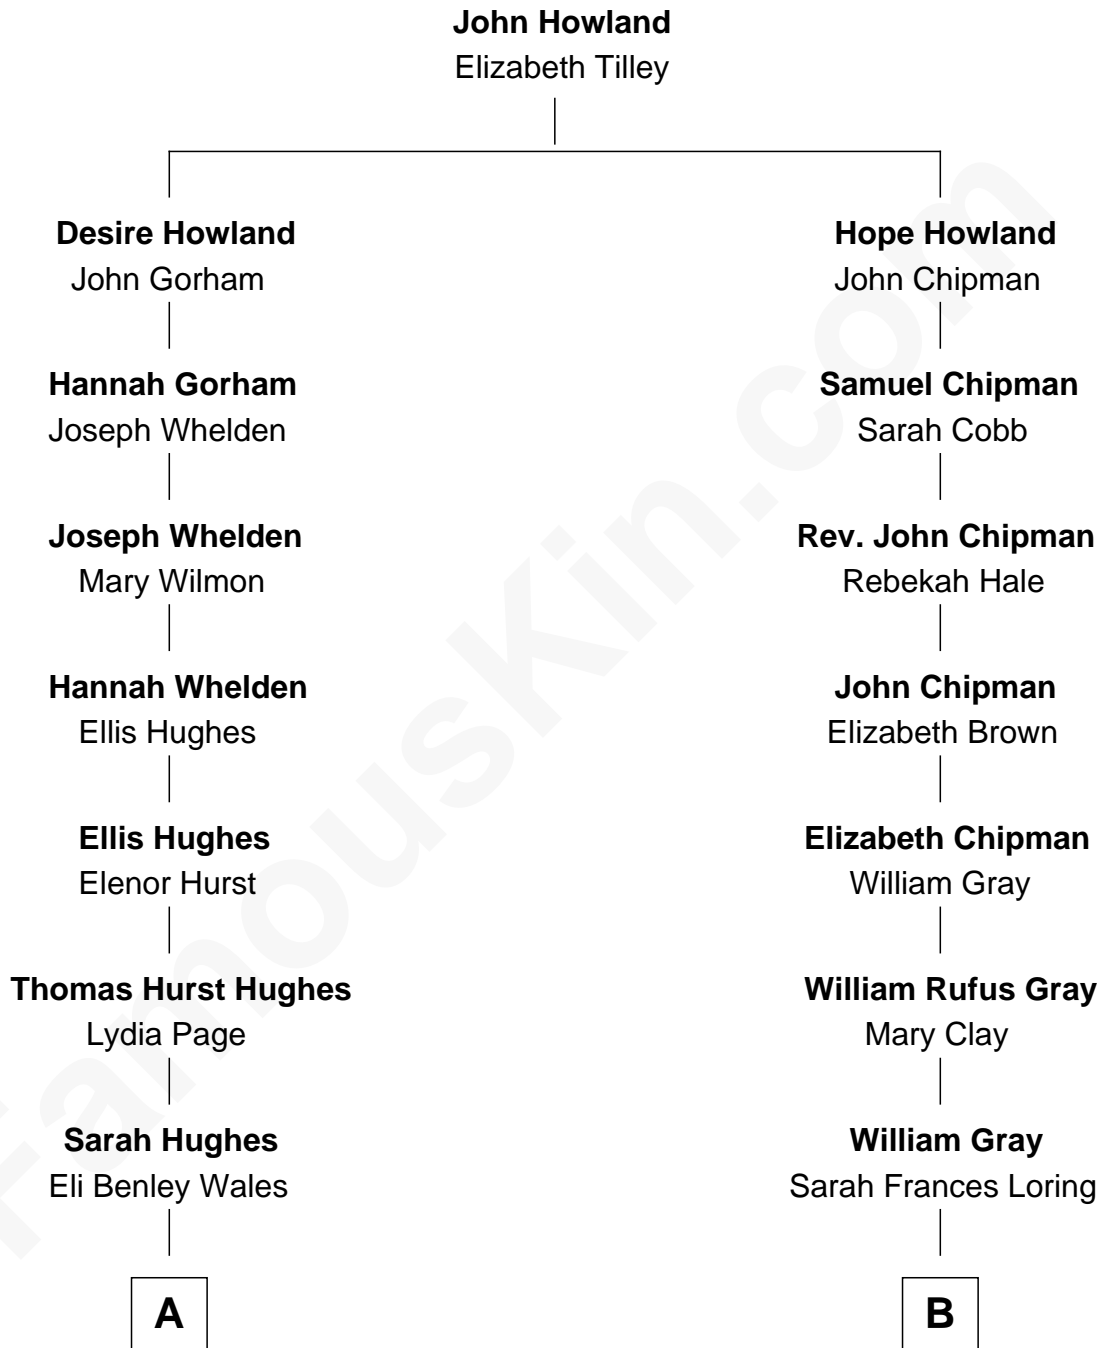 John Howland
Elizabeth Tilley
Desire Howland
John Gorham
Hope Howland
John Chipman
Hannah Gorham
Joseph Whelden
Samuel Chipman
Sarah Cobb
Joseph Whelden
Mary Wilmon
Rev. John Chipman
Rebekah Hale
Hannah Whelden
Ellis Hughes
John Chipman
Elizabeth Brown
Ellis Hughes
Elenor Hurst
Elizabeth Chipman
William Gray
Thomas Hurst Hughes
Lydia Page
William Rufus Gray
Mary Clay
Sarah Hughes
Eli Benley Wales
William Gray
Sarah Frances Loring
A
B
FamousKin.com